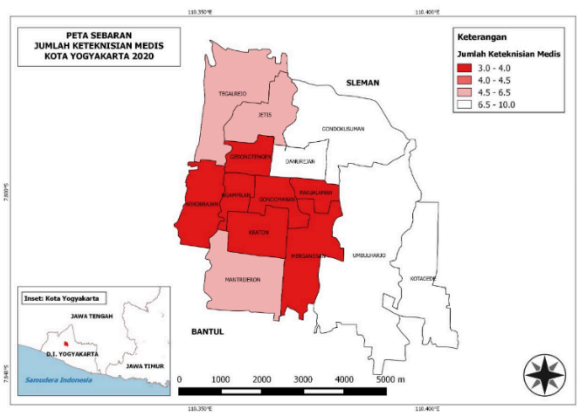 110.350°E
110.400°E
PETA SEBARAN
JUMLAH KETEKNISIAN MEDIS
KOTA YOGYAKARTA 2020
Keterangan
Jumlah Keteknisian Medis
3.0 - 4.0
4.0 - 4.5
4.5 - 6.5
6.5 - 10.0
SLEMAN
TEGALREJO
JETIS
GONDOKUSUMAN
GEDONGTENGEN
DANUREJAN
NGAMPILAN
GONDOMANAN
PAKUALAMAN
WIROBRAJAN
KRATON
MERGANGSAN
UMBULHARJO
KOTAGEDE
MANTRIJERON
BANTUL
Inset: Kota Yogyakarta
JAWA TENGAH
D.I. YOGYAKARTA
JAWA TIMUR
Samudera Indonesia
0 1000 2000 3000 4000 5000 m
110.350°E
110.400°E